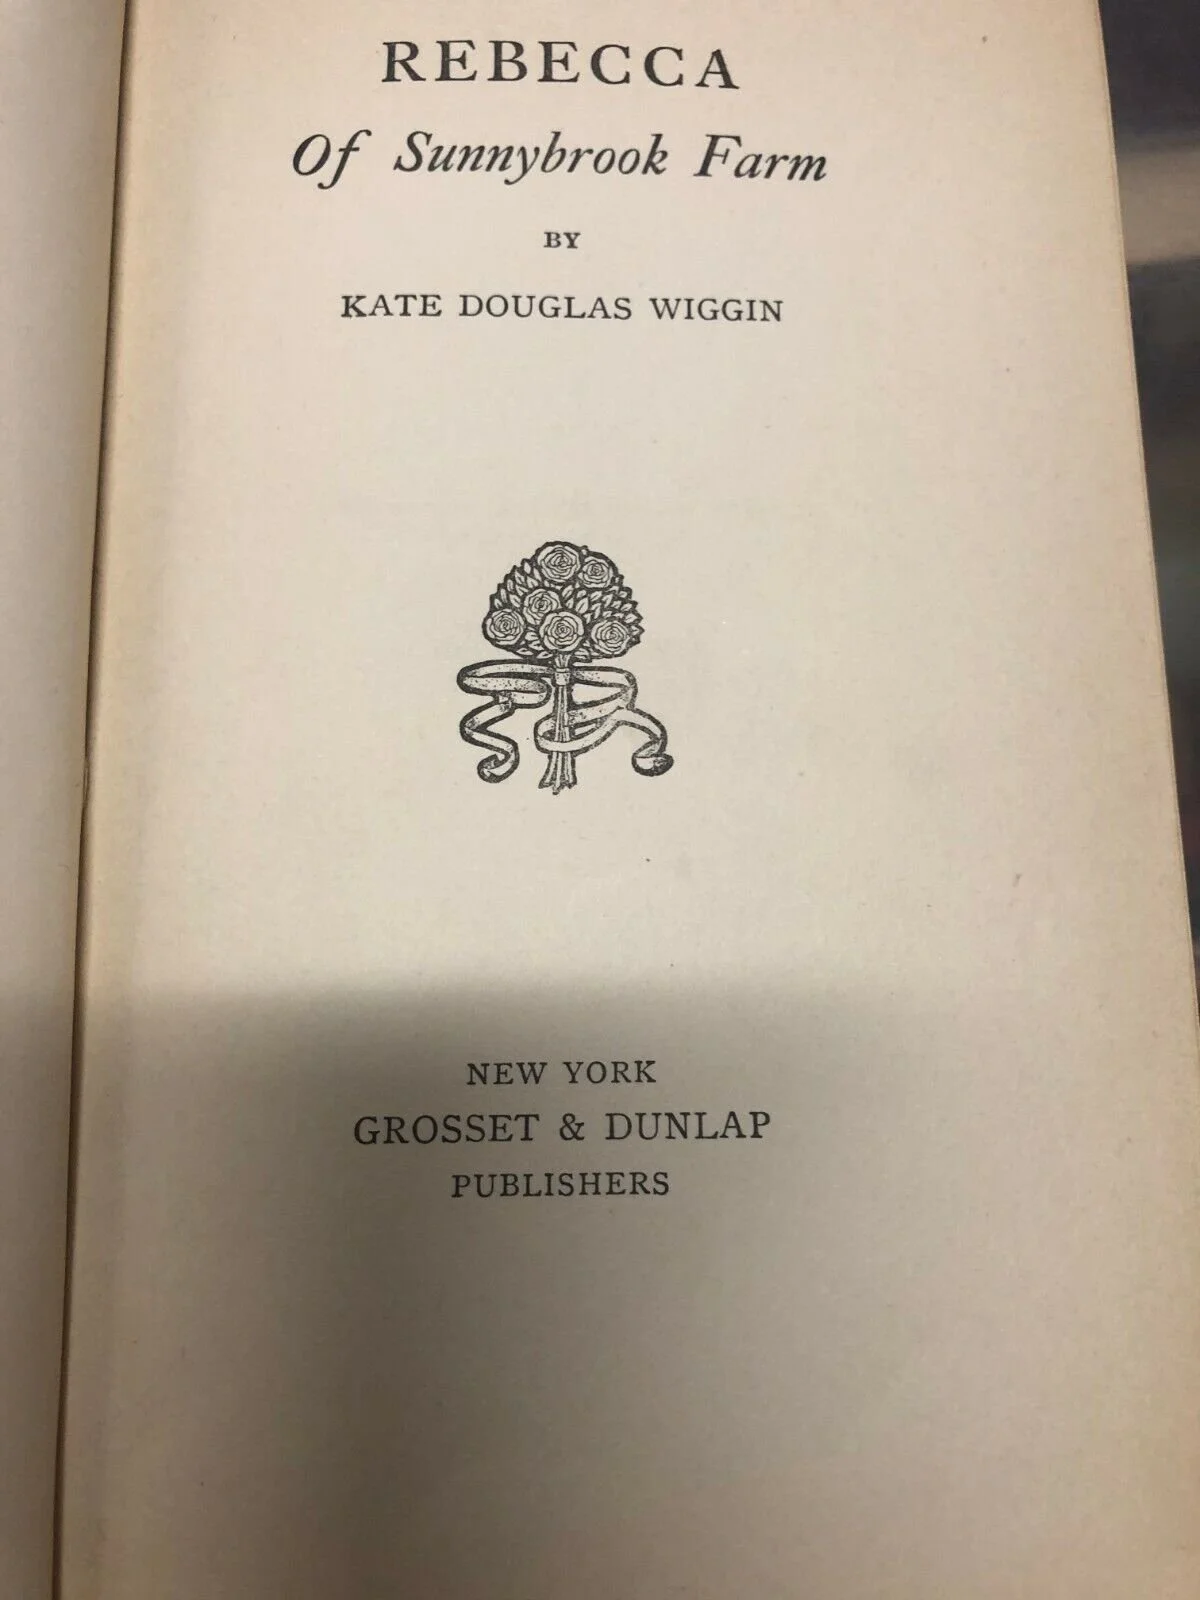 REBECCA
Of Sunnybrook Farm
BY
KATE DOUGLAS WIGGIN
NEW YORK
GROSSET & DUNLAP
PUBLISHERS